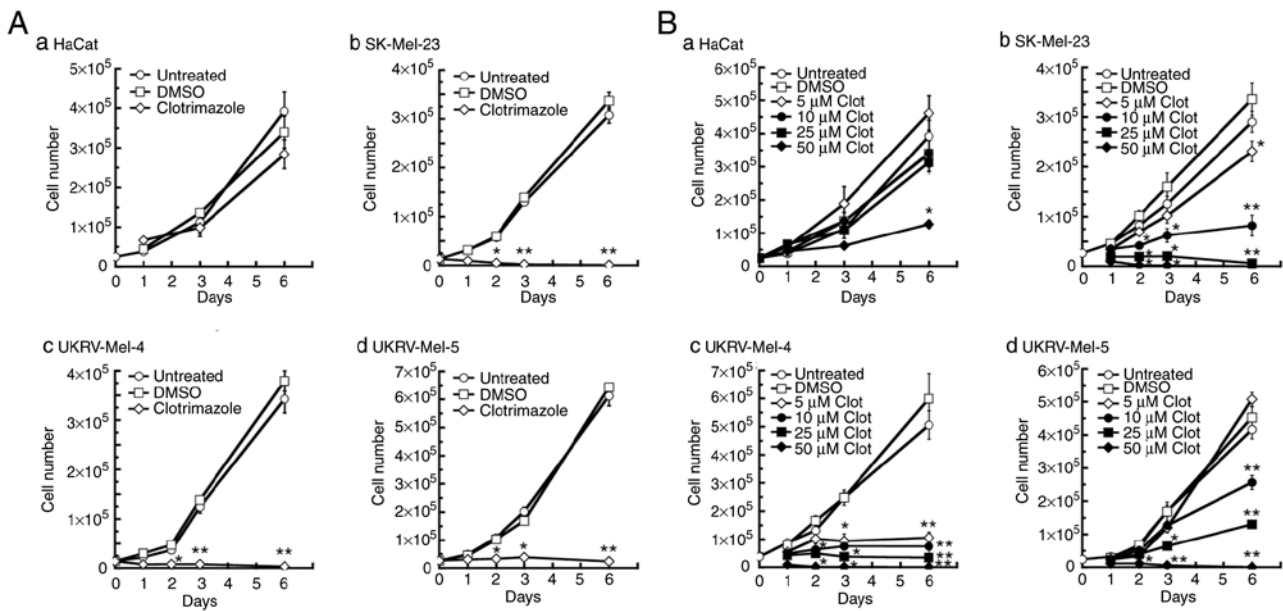 A
a HaCat
5×10⁵
4×10⁵
3×10⁵
2×10⁵
1×10⁵
0
Cell number
Untreated
DMSO
Clotrimazole
0 1 2 3 4 5 6
Days
b SK-Mel-23
4×10⁵
3×10⁵
2×10⁵
1×10⁵
0
Cell number
Untreated
DMSO
Clotrimazole
* ** **
0 1 2 3 4 5 6
Days
c UKRV-Mel-4
4×10⁵
3×10⁵
2×10⁵
1×10⁵
0
Cell number
Untreated
DMSO
Clotrimazole
* ** **
0 1 2 3 4 5 6
Days
d UKRV-Mel-5
7×10⁵
6×10⁵
5×10⁵
4×10⁵
3×10⁵
2×10⁵
1×10⁵
0
Cell number
Untreated
DMSO
Clotrimazole
* * **
0 1 2 3 4 5 6
Days
B
a HaCat
6×10⁵
5×10⁵
4×10⁵
3×10⁵
2×10⁵
1×10⁵
0
Cell number
Untreated
DMSO
5 μM Clot
10 μM Clot
25 μM Clot
50 μM Clot
*
0 1 2 3 4 5 6
Days
b SK-Mel-23
4×10⁵
3×10⁵
2×10⁵
1×10⁵
0
Cell number
Untreated
DMSO
5 μM Clot
10 μM Clot
25 μM Clot
50 μM Clot
*
**
* *
* **
* *
0 1 2 3 4 5 6
Days
c UKRV-Mel-4
7×10⁵
6×10⁵
5×10⁵
4×10⁵
3×10⁵
2×10⁵
1×10⁵
0
Cell number
Untreated
DMSO
5 μM Clot
10 μM Clot
25 μM Clot
50 μM Clot
* **
* **
* **
* **
0 1 2 3 4 5 6
Days
d UKRV-Mel-5
6×10⁵
5×10⁵
4×10⁵
3×10⁵
2×10⁵
1×10⁵
0
Cell number
Untreated
DMSO
5 μM Clot
10 μM Clot
25 μM Clot
50 μM Clot
**
**
*
* ** **
0 1 2 3 4 5 6
Days